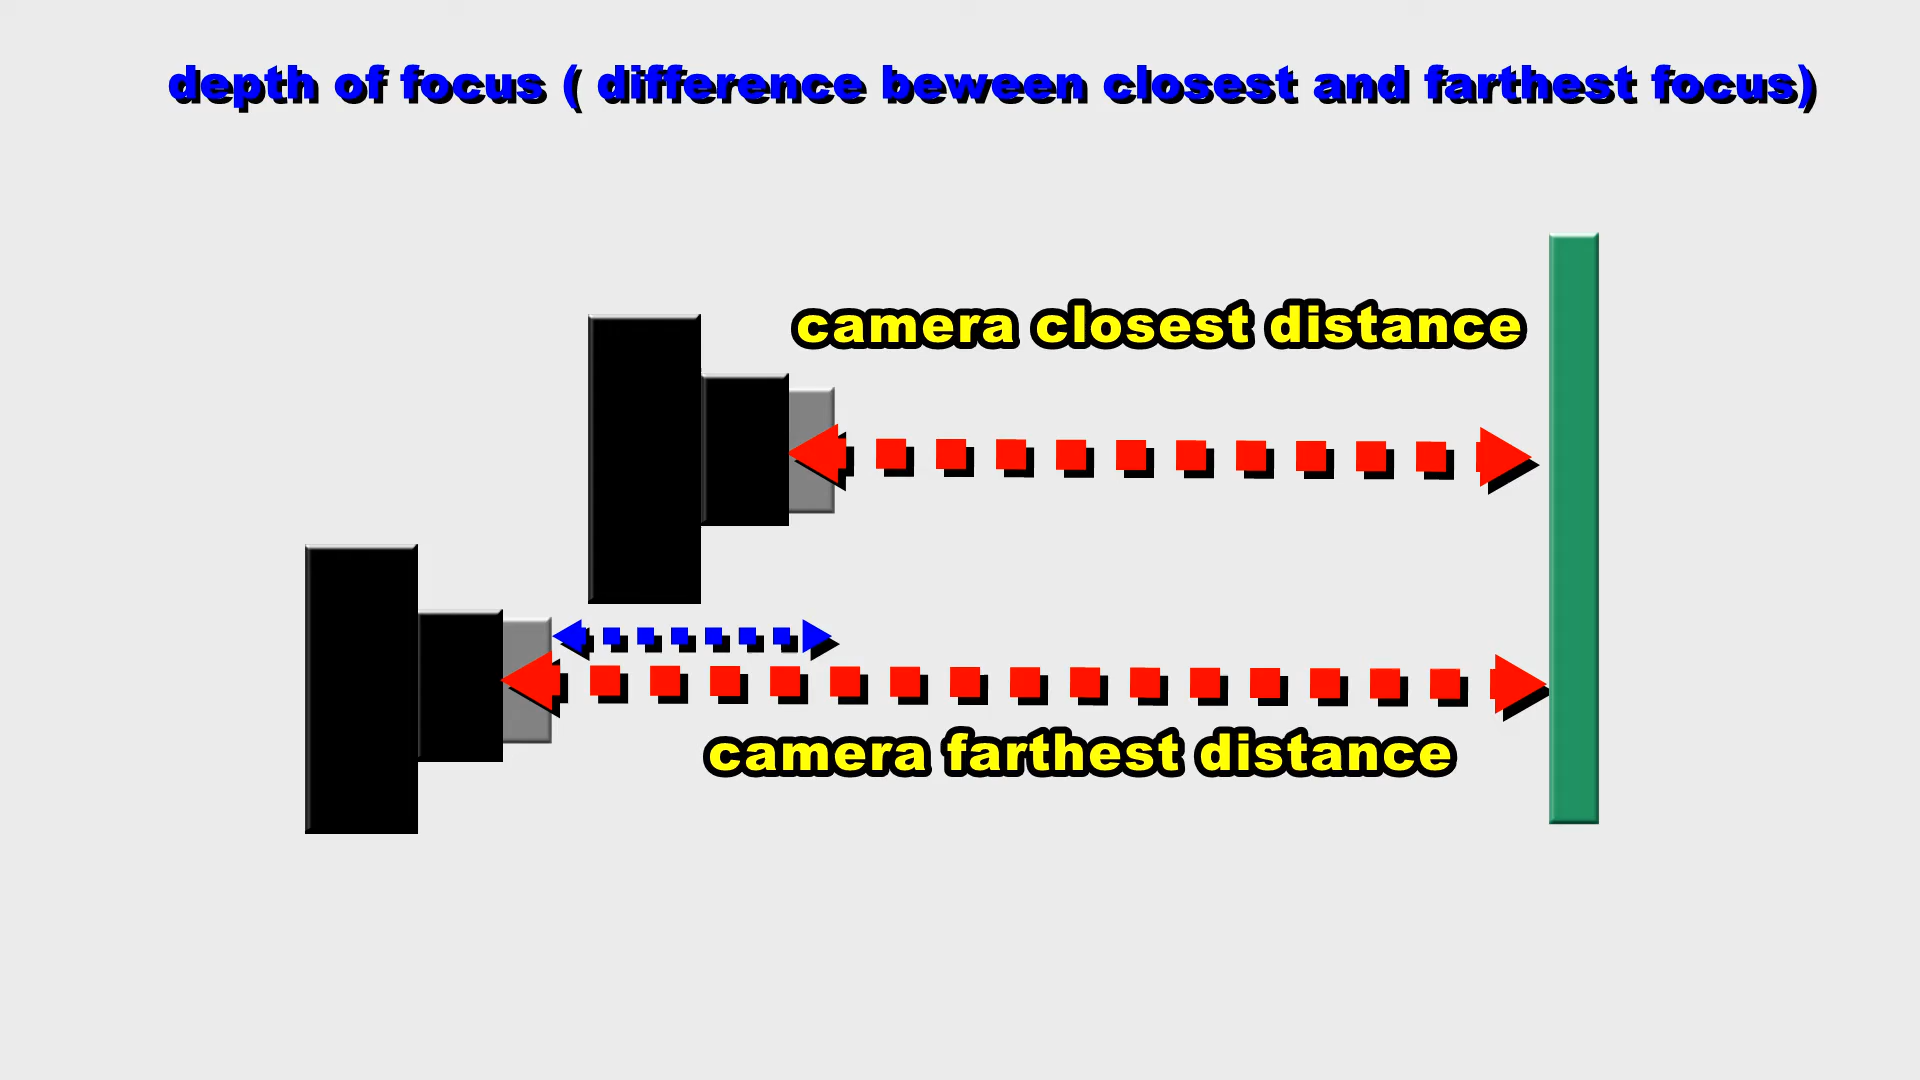 depth of focus ( difference beween closest and farthest focus)
camera closest distance
camera farthest distance